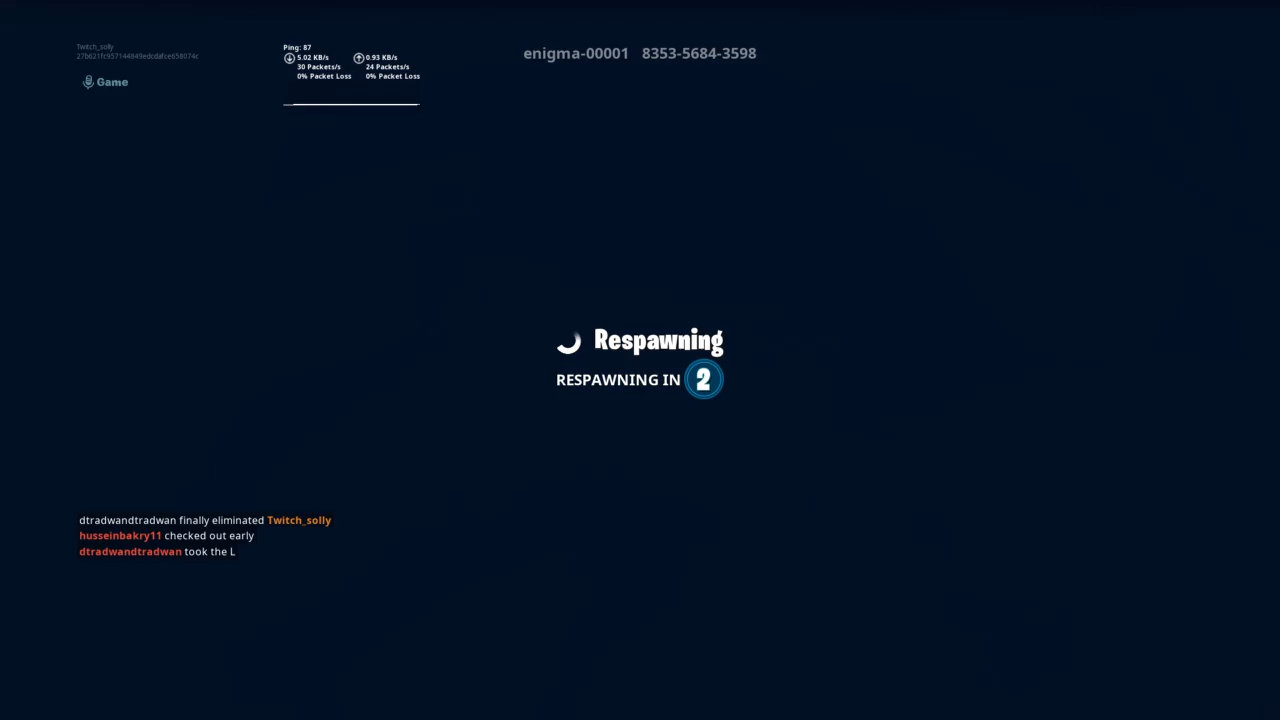 Twitch_solly
Game
Ping: 87
5.02 KB/s
30 Packets/s
0% Packet Loss
0.93 KB/s
24 Packets/s
0% Packet Loss
enigma-00001 8353-5684-3598
Respawning
RESPAWNING IN 2
dtradwandtradwan finally eliminated Twitch_solly
husseinbakry11 checked out early
dtradwandtradwan took the L